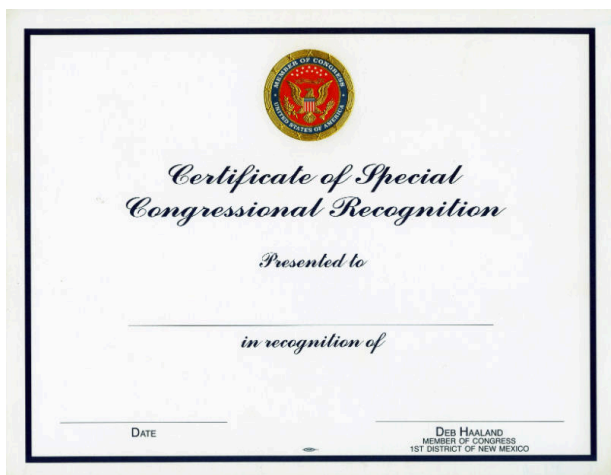 MEMBER OF CONGRESS
UNITED STATES OF AMERICA
Certificate of Special
Congressional Recognition
Presented to
in recognition of
DATE
DEB HAALAND
MEMBER OF CONGRESS
1ST DISTRICT OF NEW MEXICO